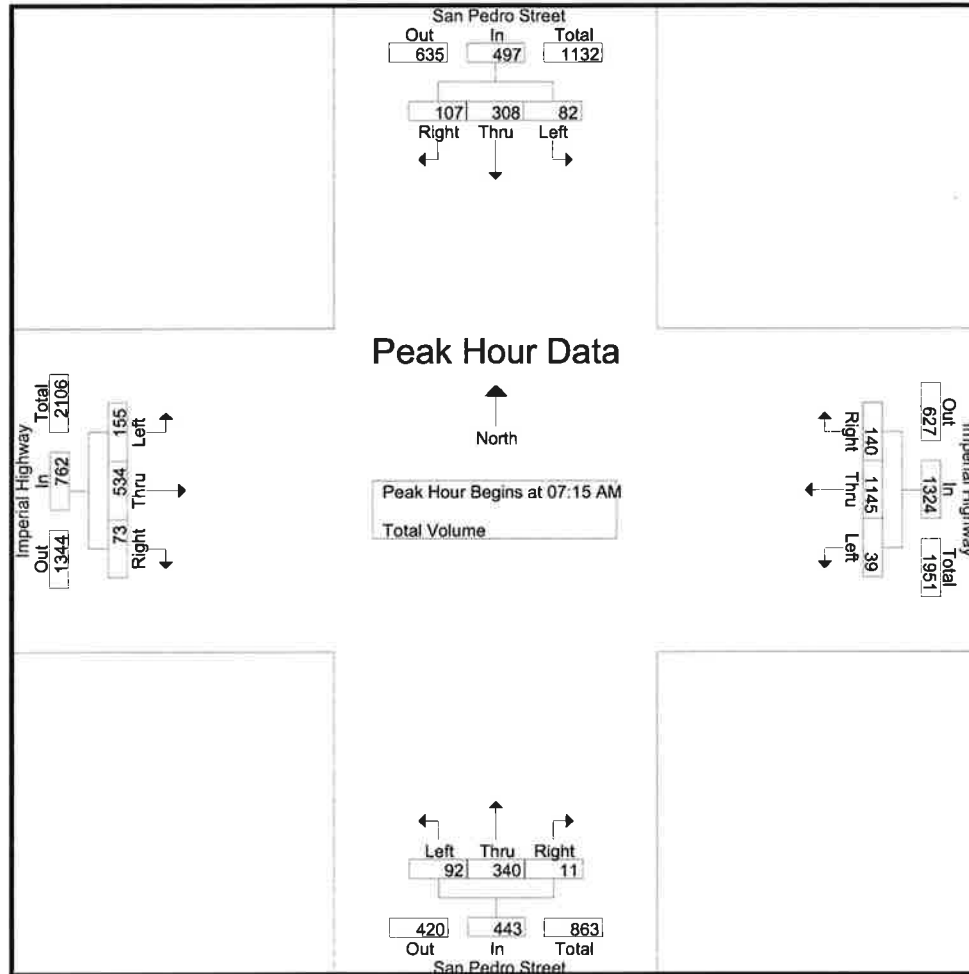 San Pedro Street
Out In Total
635 497 1132
107 308 82
Right Thru Left
Peak Hour Data
North
Peak Hour Begins at 07:15 AM
Total Volume
Imperial Highway
Out In Total
1344 762 2106
73 534 155
Right Thru Left
Imperial Highway
Out In Total
627 1324 1951
140 1145 39
Right Thru Left
Left Thru Right
92 340 11
420 443 863
Out In Total
San Pedro Street